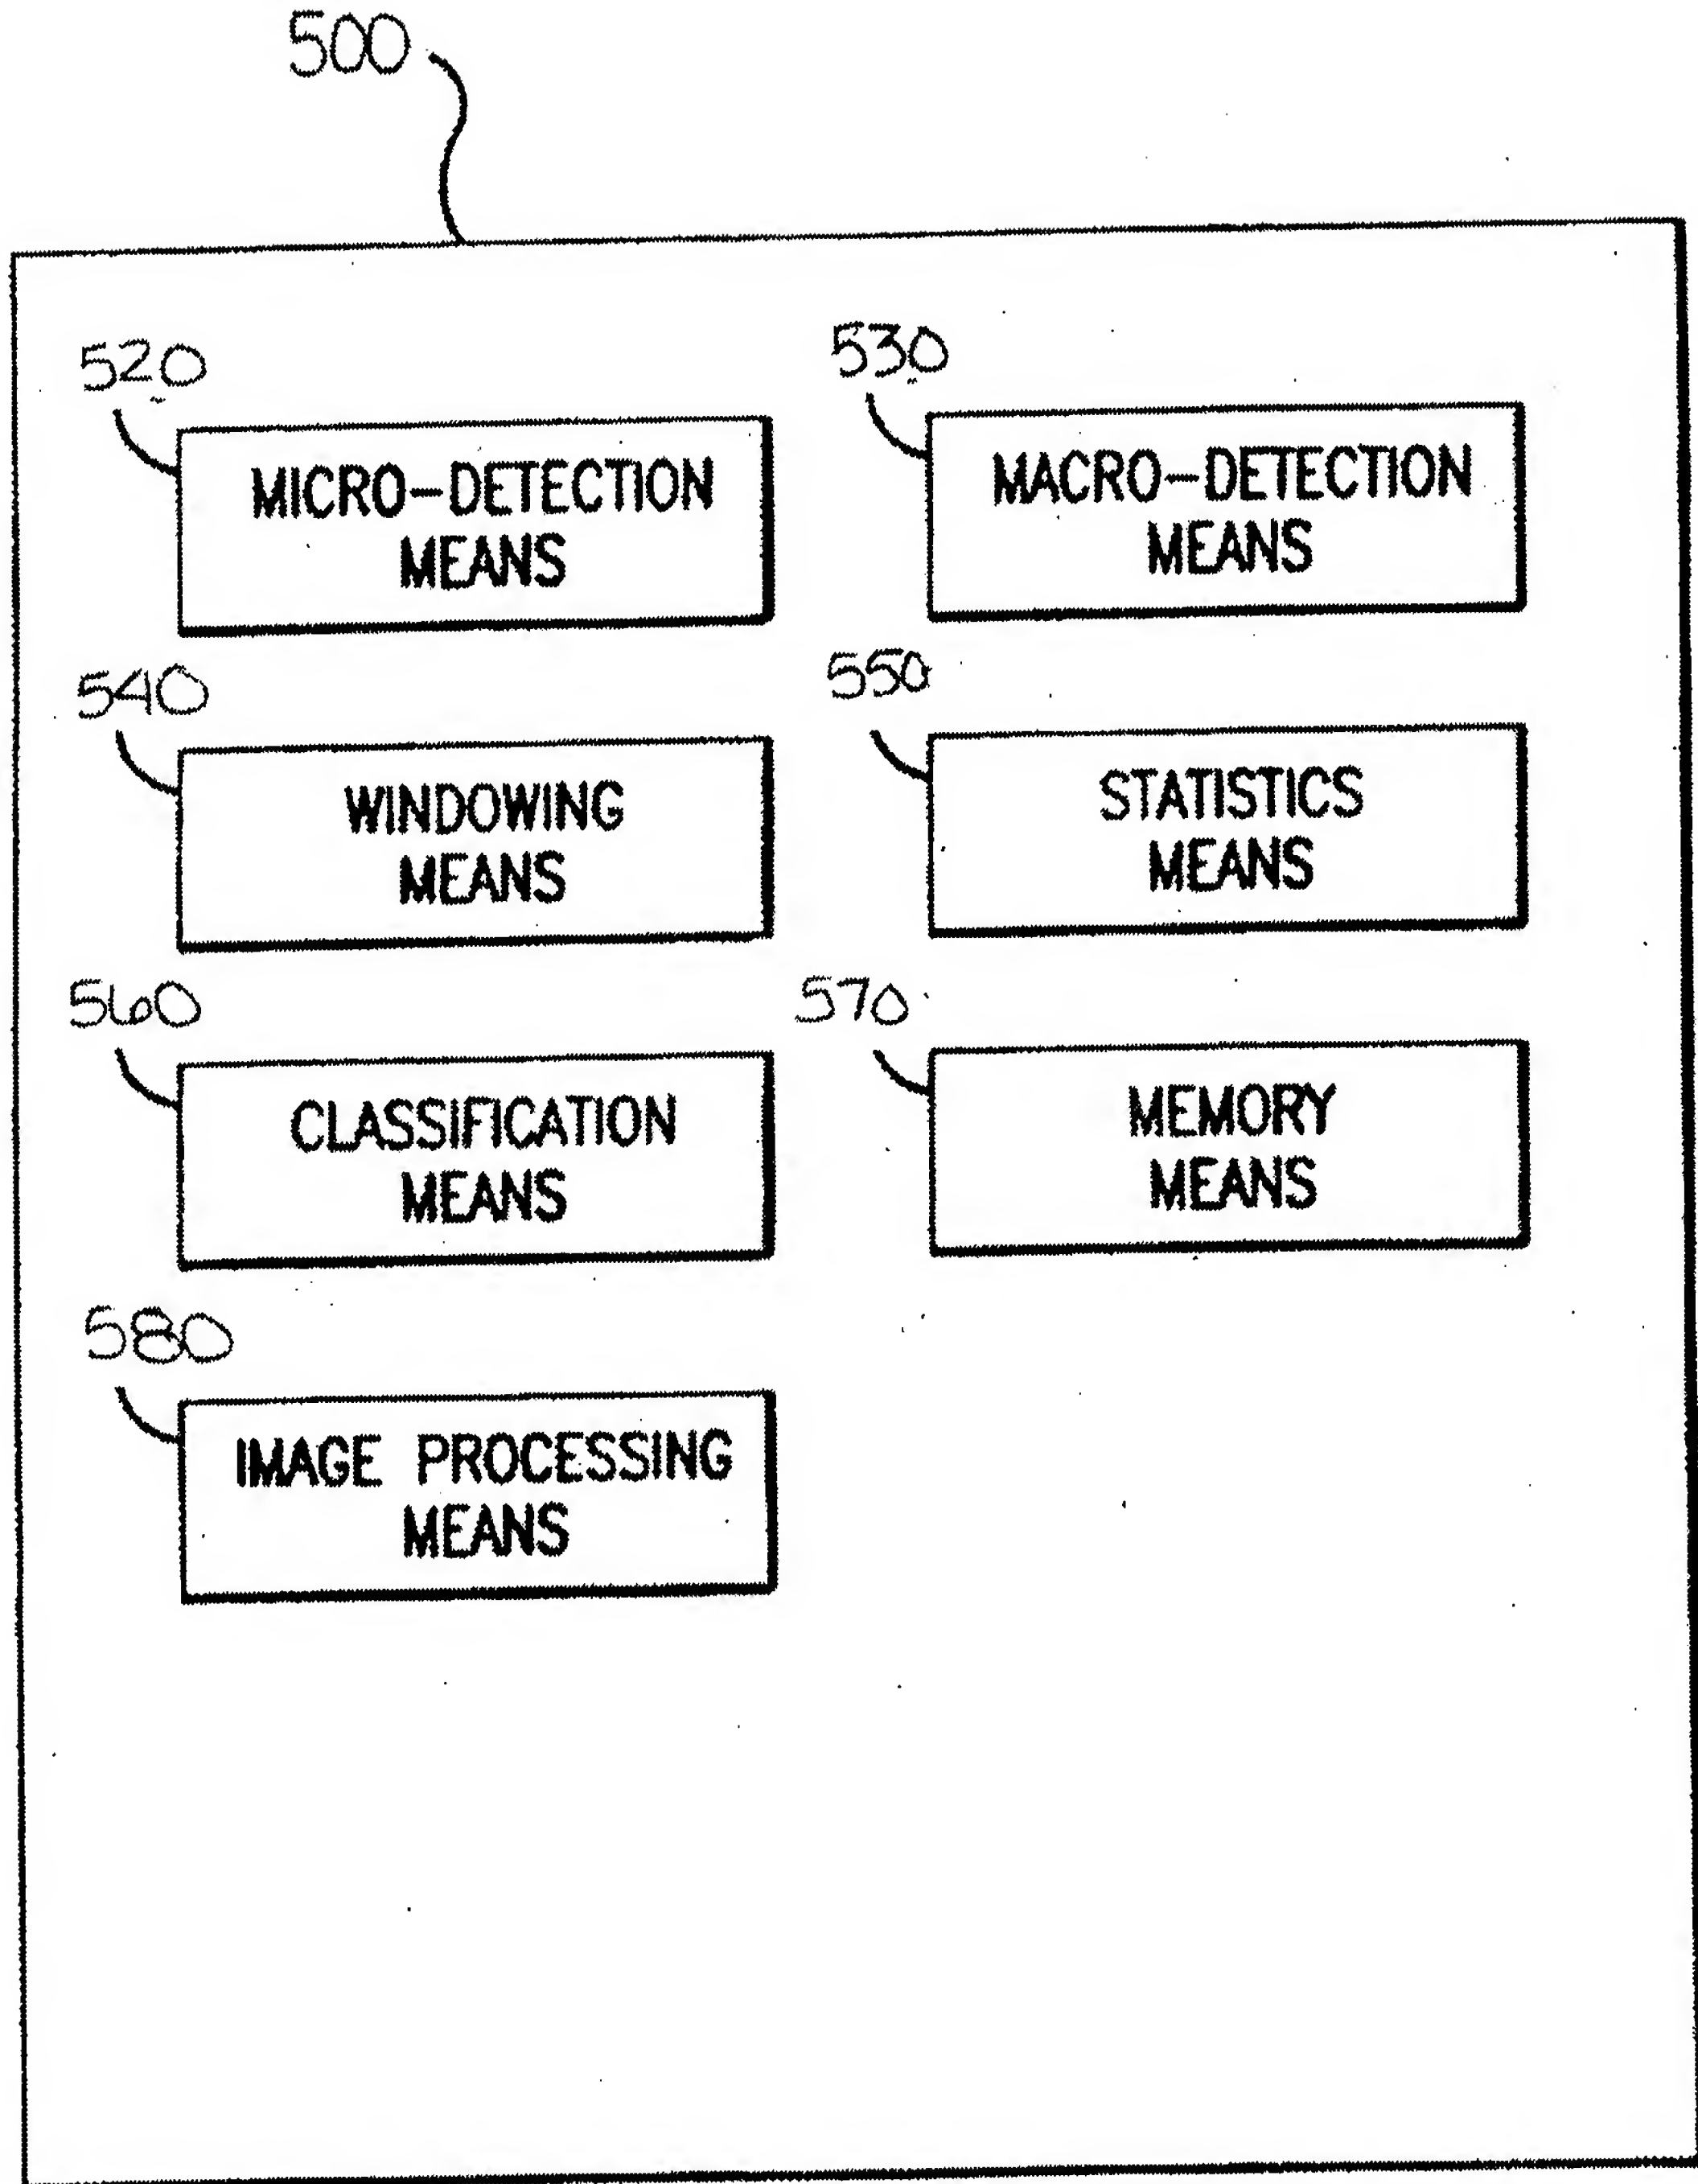 500
520
530
MICRO-DETECTION
MEANS
MACRO-DETECTION
MEANS
540
550
WINDOWING
MEANS
STATISTICS
MEANS
560
570
CLASSIFICATION
MEANS
MEMORY
MEANS
580
IMAGE PROCESSING
MEANS